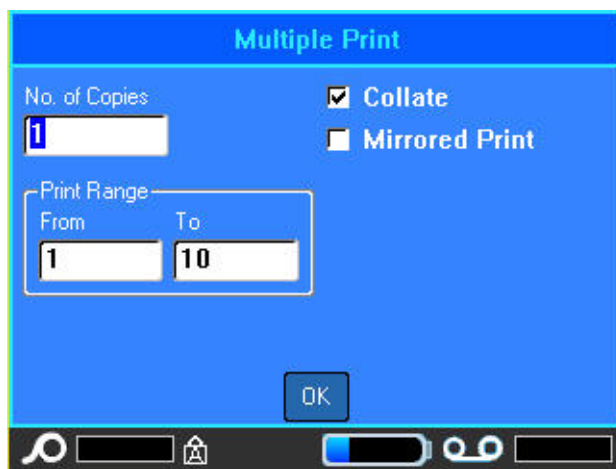 Multiple Print
No. of Copies
1
Collate
Mirrored Print
Print Range
From To
1 10
OK
A